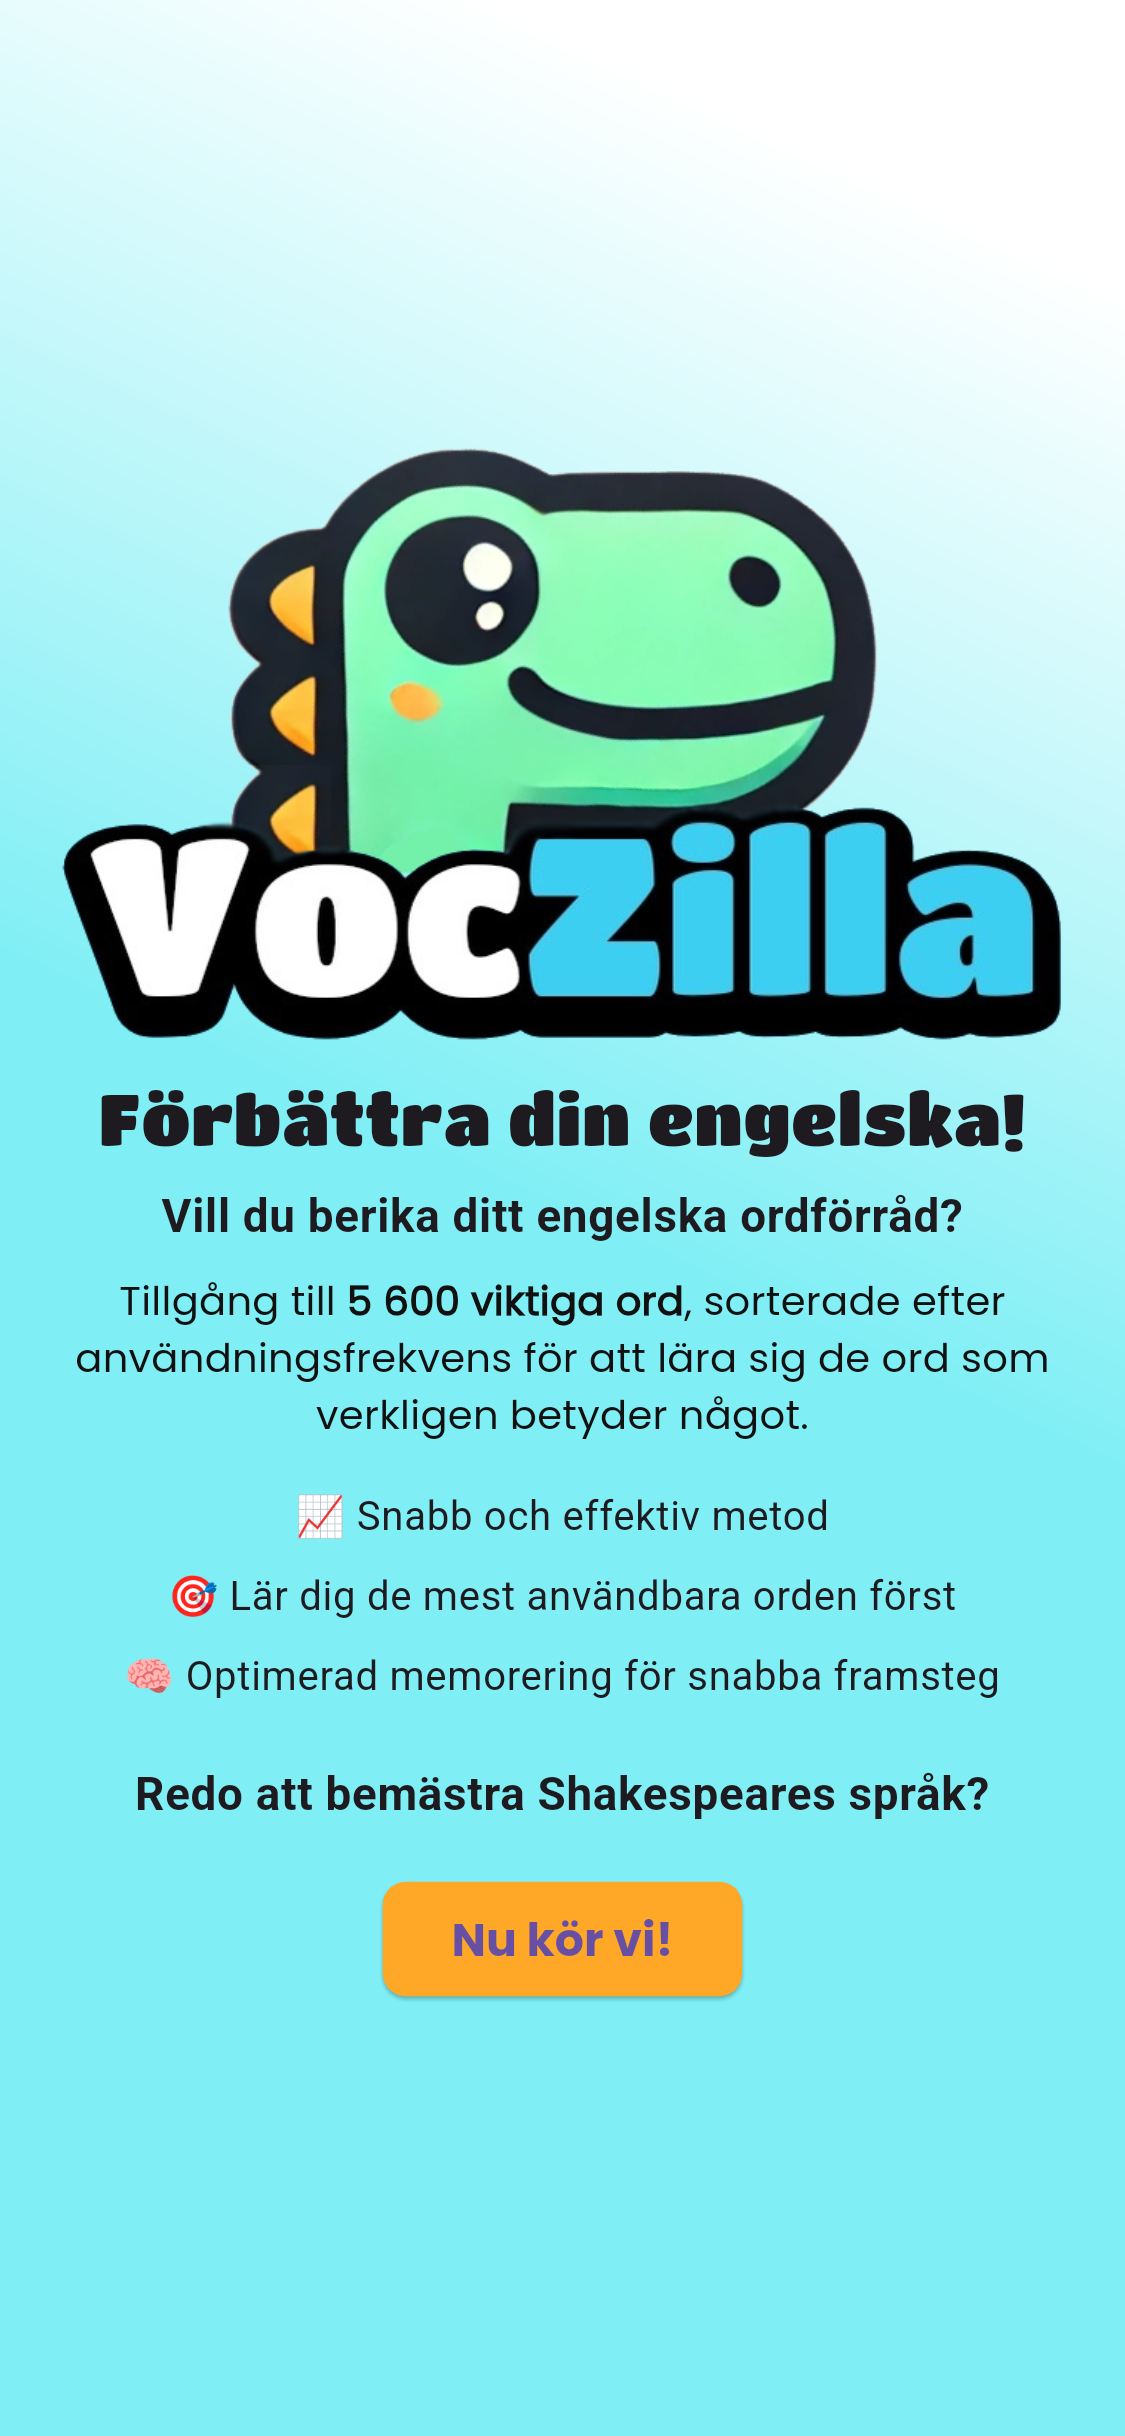 VocZilla
Förbättra din engelska!
Vill du berika ditt engelska ordförråd?
Tillgång till 5 600 viktiga ord, sorterade efter
användningsfrekvens för att lära sig de ord som
verkligen betyder något.
📈 Snabb och effektiv metod
🎯 Lär dig de mest användbara orden först
🧠 Optimerad memorering för snabba framsteg
Redo att bemästra Shakespeares språk?
Nu kör vi!